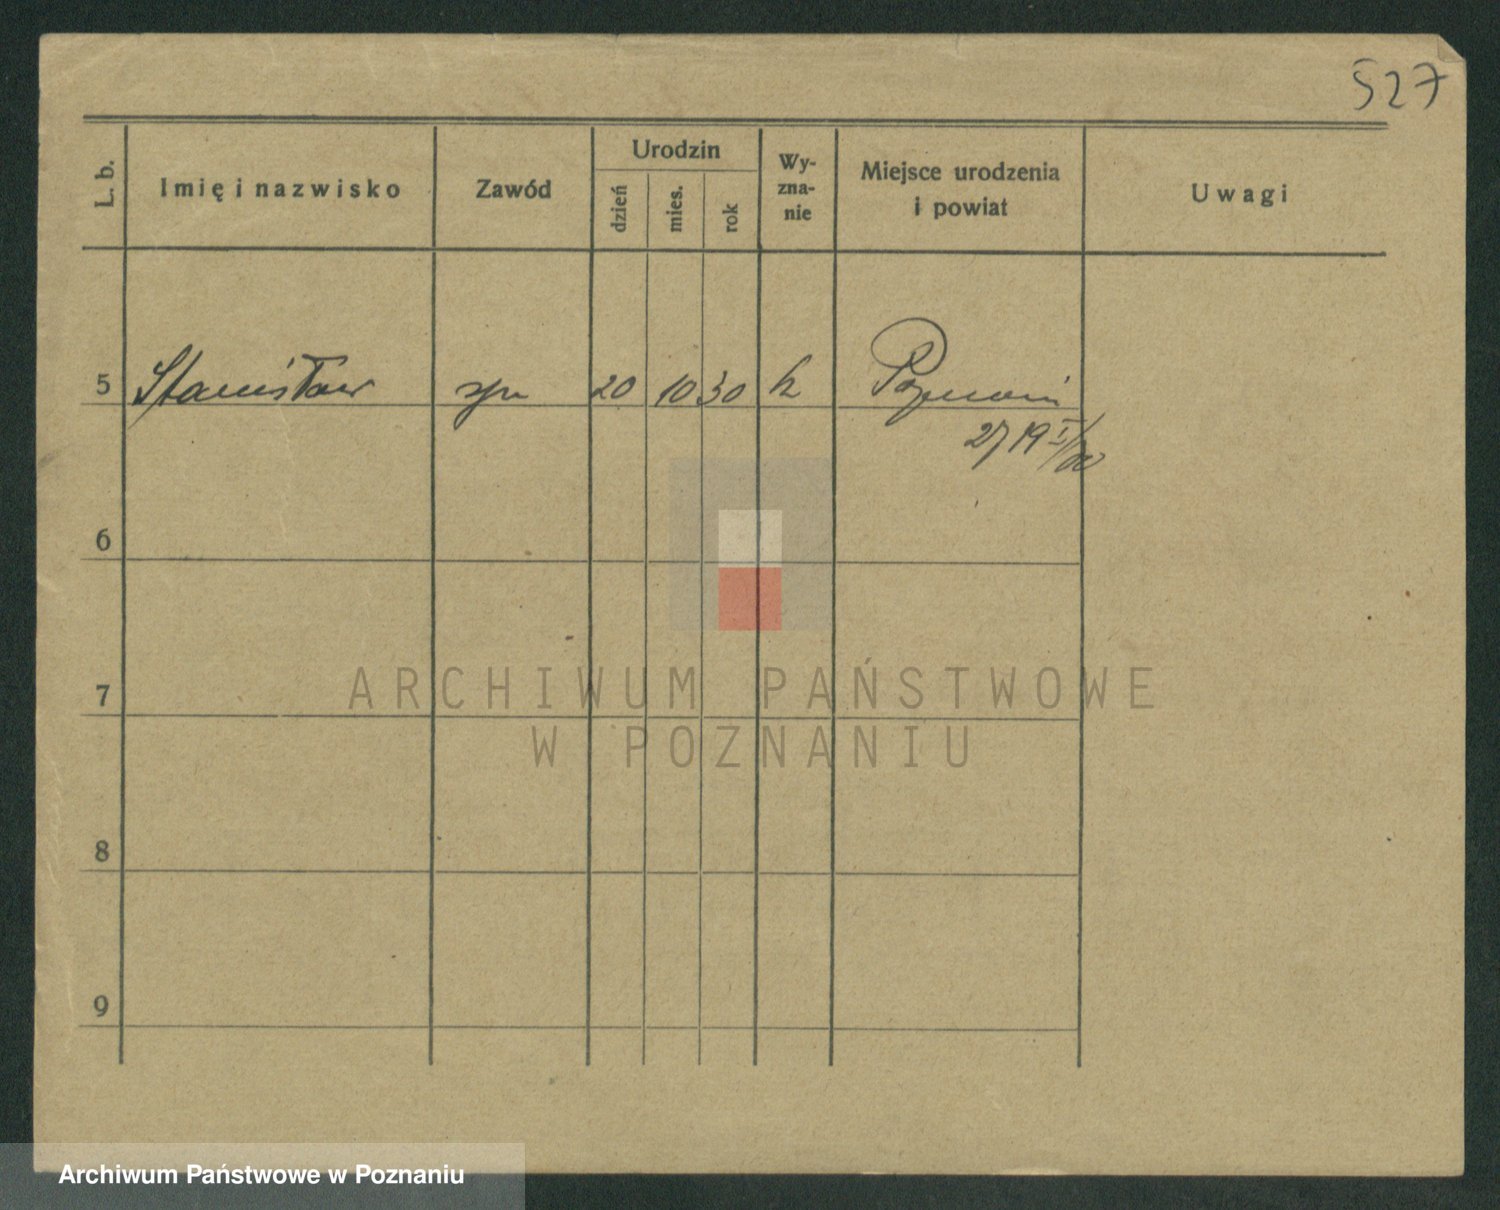 527
L. b.
Imię i nazwisko
Zawód
Urodzin
dzień
mies.
rok
Wy-
zna-
nie
Miejsce urodzenia
i powiat
Uwagi
5 Stanisław syn 20 10 30 k Poznań
6
7
8
9
ARCHIWUM PAŃSTWOWE
W POZNANIU
Archiwum Państwowe w Poznaniu